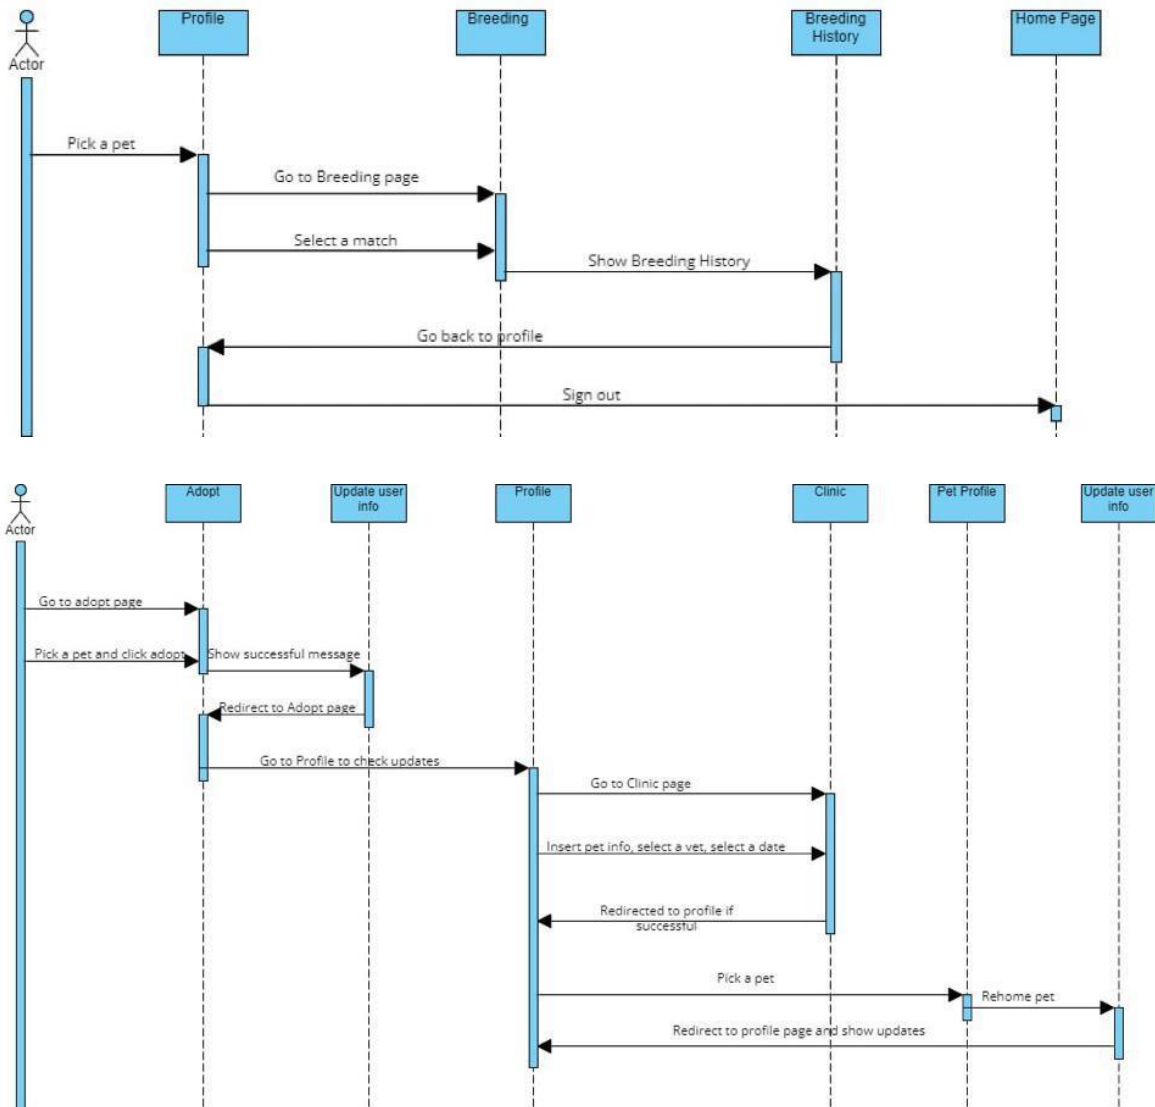 Profile
Breeding
Breeding
History
Home Page
Actor
Pick a pet
Go to Breeding page
Select a match
Show Breeding History
Go back to profile
Sign out
Adopt
Update user
info
Profile
Clinic
Pet Profile
Update user
info
Actor
Go to adopt page
Pick a pet and click adopt
Show successful message
Redirect to Adopt page
Go to Profile to check updates
Go to Clinic page
Insert pet info, select a vet, select a date
Redirected to profile if
successful
Pick a pet
Rehome pet
Redirect to profile page and show updates